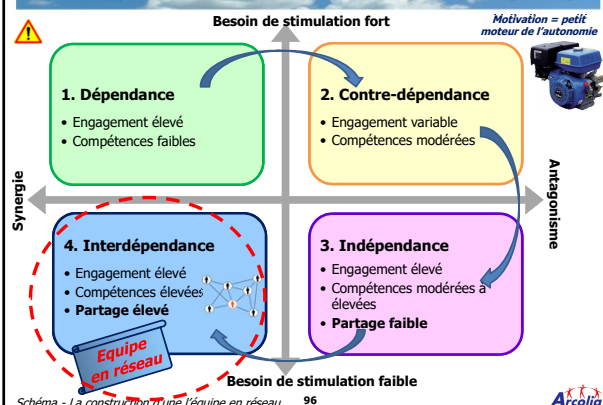 Besoin de stimulation fort
Motivation = petit
moteur de l'autonomie
1. Dépendance
• Engagement élevé
• Compétences faibles
2. Contre-dépendance
• Engagement variable
• Compétences modérées
Synergie
Antagonisme
4. Interdépendance
• Engagement élevé
• Compétences élevées
• Partage élevé
Equipe
en réseau
3. Indépendance
• Engagement élevé
• Compétences modérées à
élevées
• Partage faible
Besoin de stimulation faible
Schéma - La construction d'une l'équipe en réseau
96
Arcolia